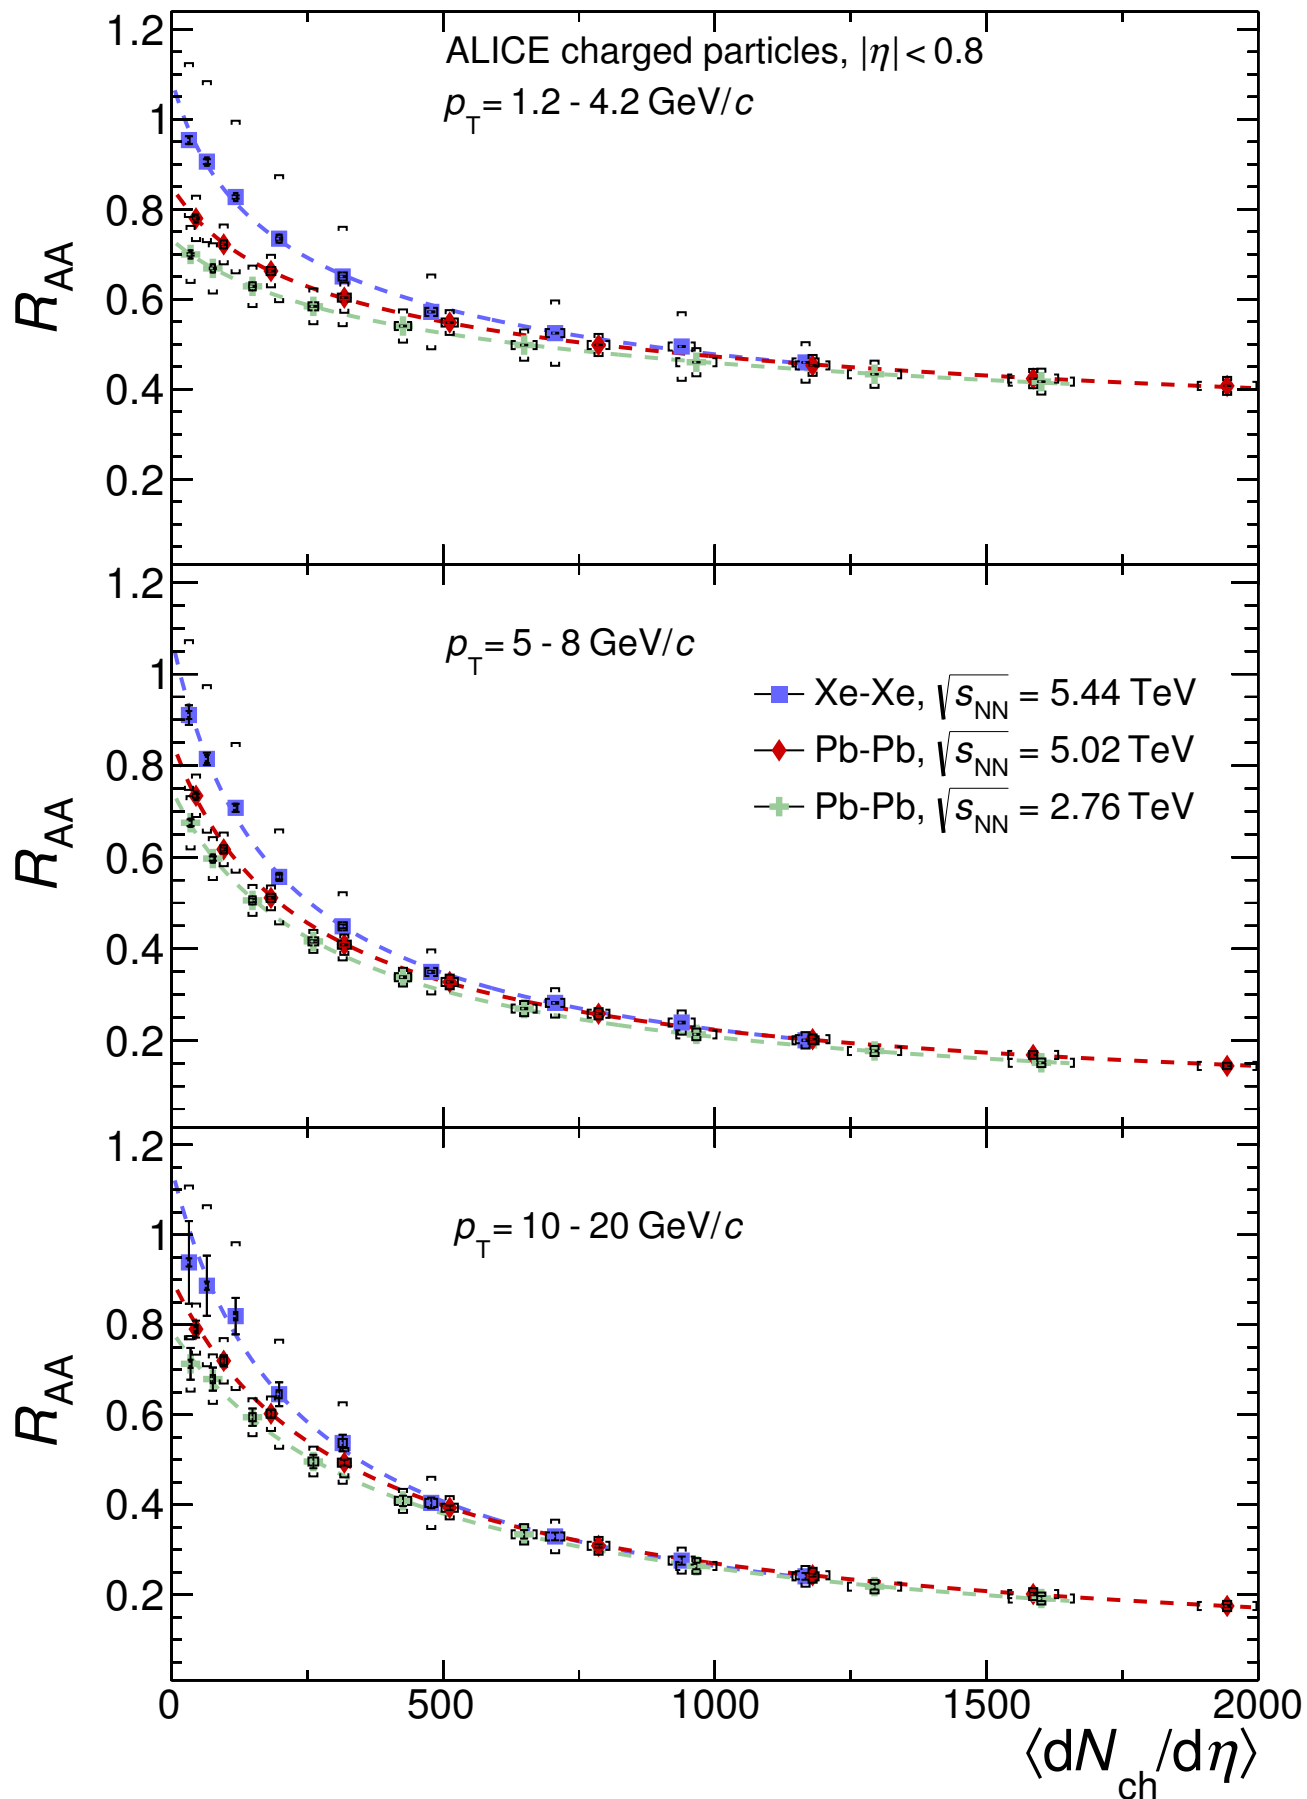 1.2
ALICE charged particles, |η| < 0.8
p_T = 1.2 - 4.2 GeV/c
1
0.8
R_AA
0.6
0.4
0.2
1.2
p_T = 5 - 8 GeV/c
1
Xe-Xe, √s_NN = 5.44 TeV
0.8
Pb-Pb, √s_NN = 5.02 TeV
R_AA
Pb-Pb, √s_NN = 2.76 TeV
0.6
0.4
0.2
1.2
p_T = 10 - 20 GeV/c
1
0.8
R_AA
0.6
0.4
0.2
0 500 1000 1500 2000
⟨dN_ch/dη⟩